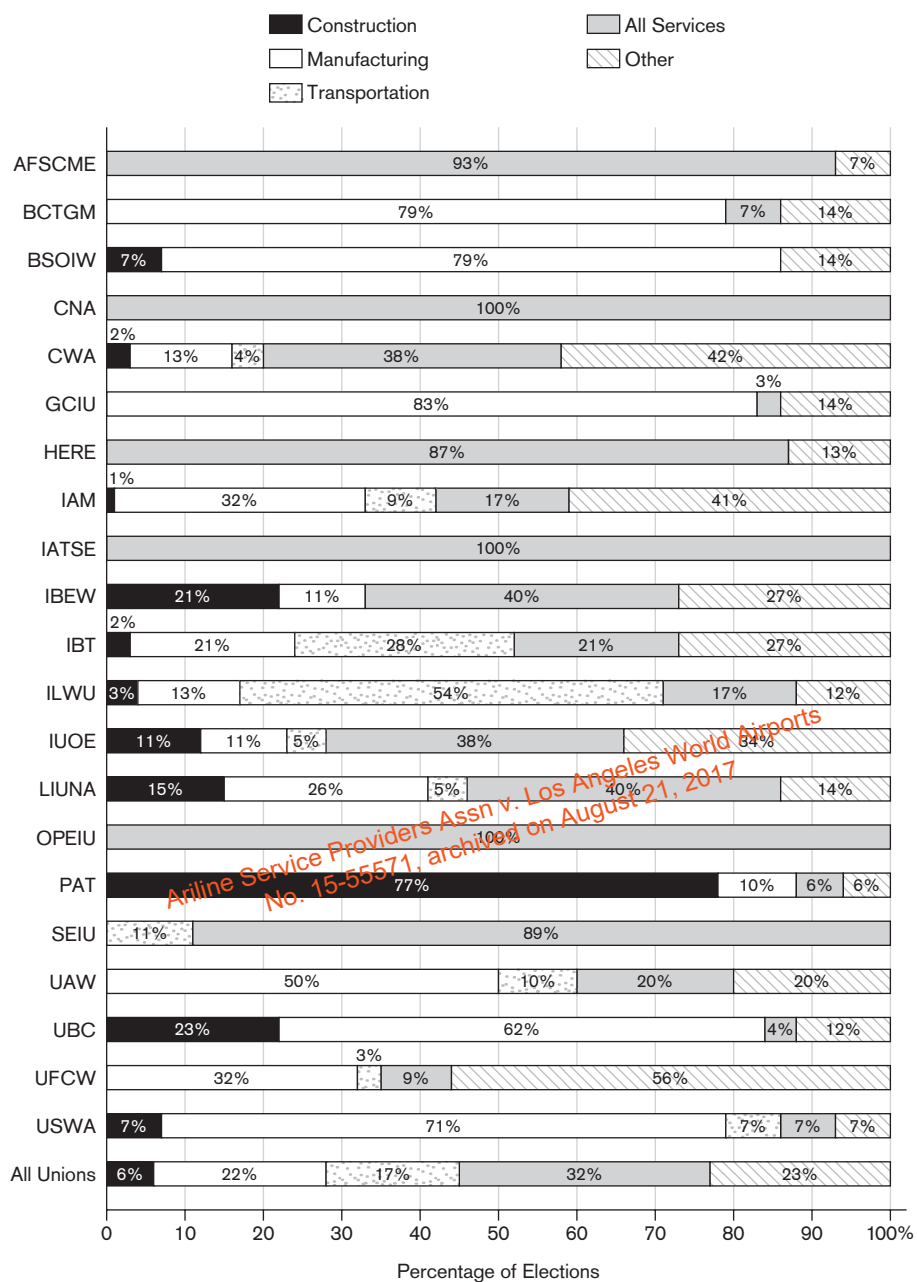 Construction
All Services
Manufacturing
Other
Transportation
AFSCME 93% 7%
BCTGM 79% 7% 14%
BSOIW 7% 79% 14%
CNA 100%
2%
CWA 13% 4% 38% 42%
3%
GCIU 83% 14%
HERE 87% 13%
1%
IAM 32% 9% 17% 41%
IATSE 100%
IBEW 21% 11% 40% 27%
2%
IBT 21% 28% 21% 27%
ILWU 3% 13% 54% 17% 12%
IUOE 11% 11% 5% 38% 34%
LIUNA 15% 26% 5% 40% 14%
OPEIU 100%
PAT 77% 10% 6% 6%
Ariline Service Providers Assn v. Los Angeles World Airports
No. 15-55571, archived on August 21, 2017
SEIU 11% 89%
UAW 50% 10% 20% 20%
UBC 23% 62% 4% 12%
3%
UFCW 32% 9% 56%
USWA 7% 71% 7% 7% 7%
All Unions 6% 22% 17% 32% 23%
0 10 20 30 40 50 60 70 80 90 100%
Percentage of Elections